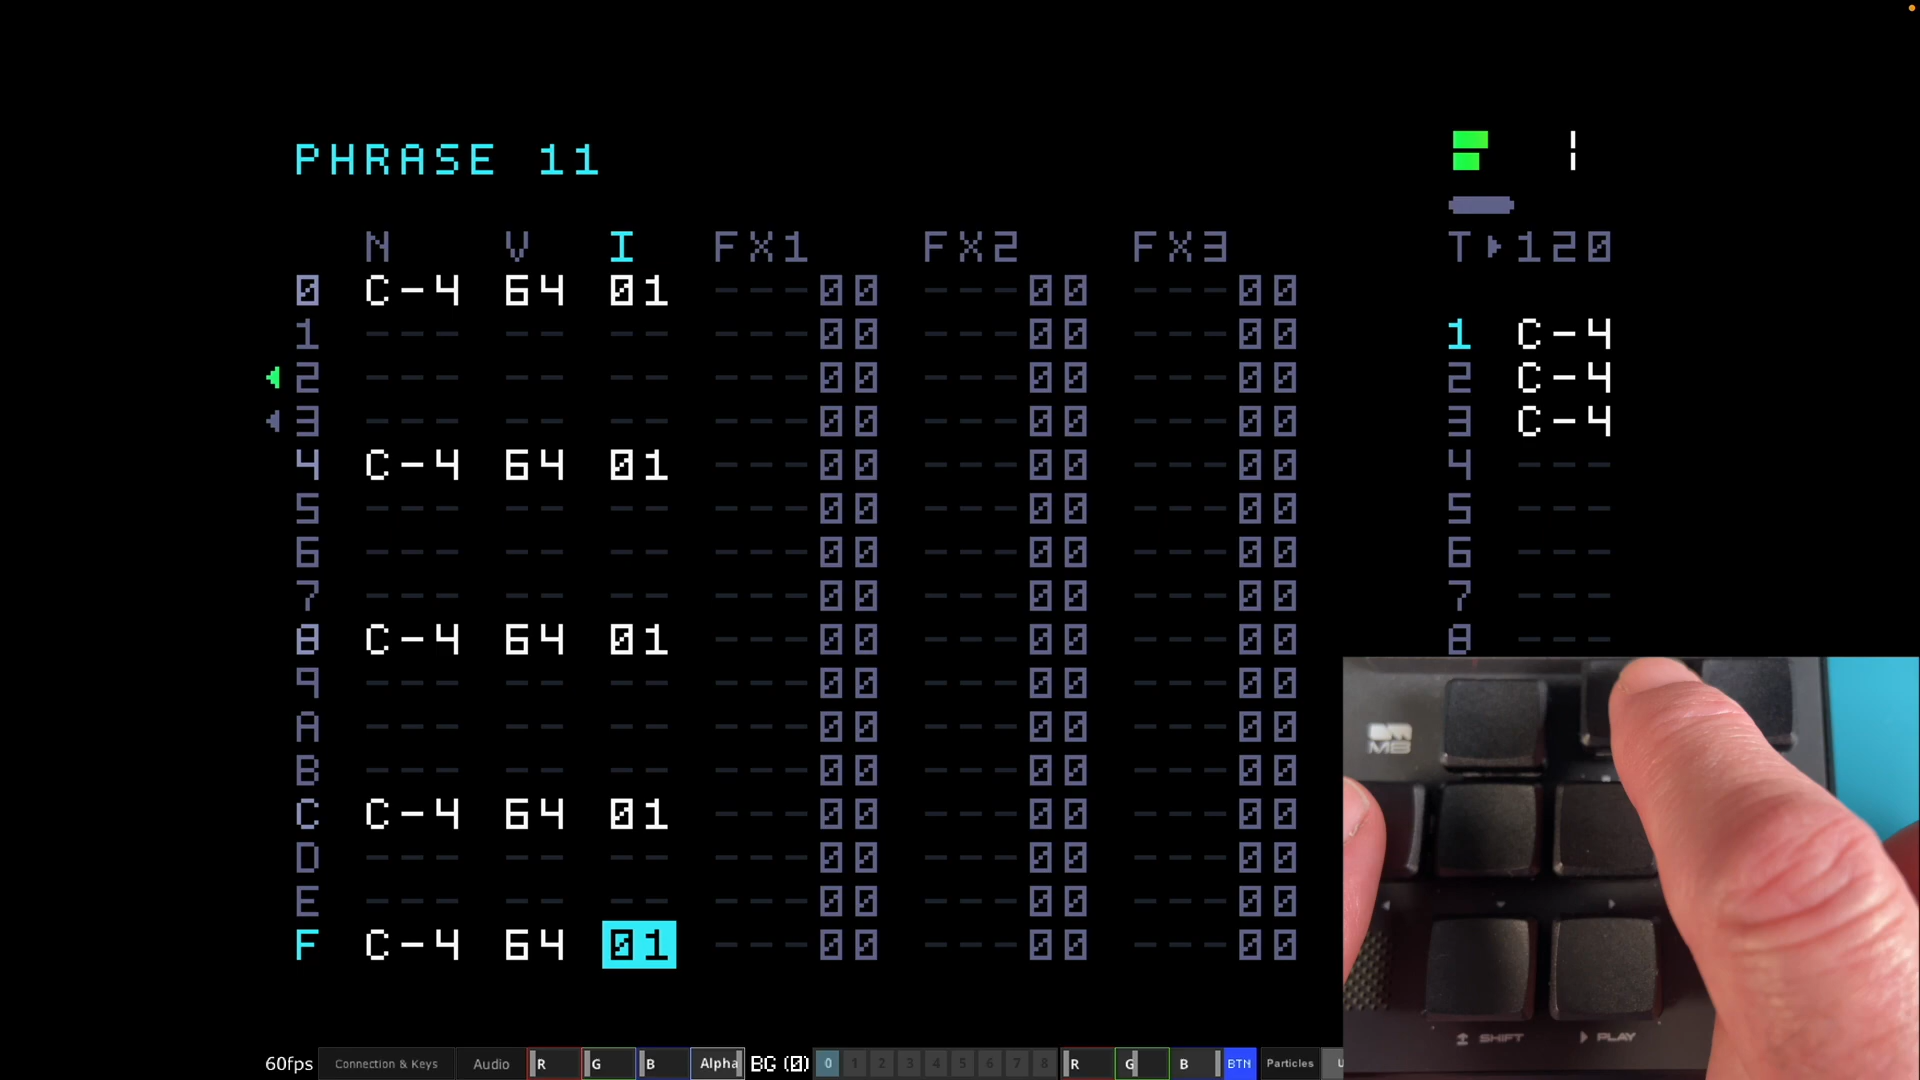 PHRASE 11
N V I FX1 FX2 FX3 T 120
0 C-4 64 01 ---00 ---00 ---00
1 --- -- -- ---00 ---00 ---00 1 C-4
2 --- -- -- ---00 ---00 ---00 2 C-4
3 --- -- -- ---00 ---00 ---00 3 C-4
4 C-4 64 01 ---00 ---00 ---00 4 ---
5 --- -- -- ---00 ---00 ---00 5 ---
6 --- -- -- ---00 ---00 ---00 6 ---
7 --- -- -- ---00 ---00 ---00 7 ---
8 C-4 64 01 ---00 ---00 ---00 8 ---
9 --- -- -- ---00 ---00 ---00
A --- -- -- ---00 ---00 ---00
B --- -- -- ---00 ---00 ---00
C C-4 64 01 ---00 ---00 ---00
D --- -- -- ---00 ---00 ---00
E --- -- -- ---00 ---00 ---00
F C-4 64 01 ---00 ---00 ---00
M8
SHIFT PLAY
60fps Connection & Keys Audio R G B Alpha BG (0) 0 1 2 3 4 5 6 7 8 R G B BTN Particles